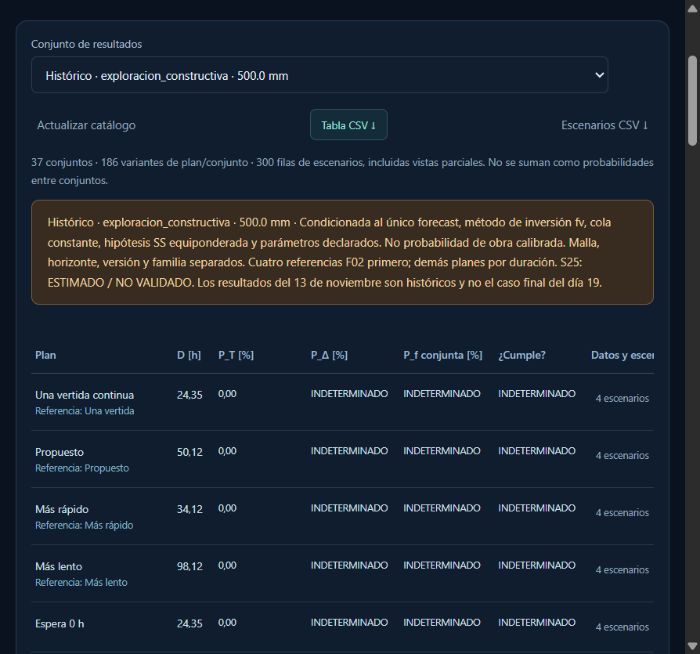 Conjunto de resultados
Histórico · exploracion_constructiva · 500.0 mm
Actualizar catálogo
Tabla CSV ↓
Escenarios CSV ↓
37 conjuntos · 186 variantes de plan/conjunto · 300 filas de escenarios, incluidas vistas parciales. No se suman como probabilidades
entre conjuntos.
Histórico · exploracion_constructiva · 500.0 mm · Condicionada al único forecast, método de inversión fv, cola
constante, hipótesis SS equiponderada y parámetros declarados. No probabilidad de obra calibrada. Malla,
horizonte, versión y familia separados. Cuatro referencias F02 primero; demás planes por duración. S25:
ESTIMADO / NO VALIDADO. Los resultados del 13 de noviembre son históricos y no el caso final del día 19.
Plan D [h] P_T [%] P_Δ [%] P_f conjunta [%] ¿Cumple? Datos y escer
Una vertida continua 24,35 0,00 INDETERMINADO INDETERMINADO INDETERMINADO 4 escenarios
Referencia: Una vertida
Propuesto 50,12 0,00 INDETERMINADO INDETERMINADO INDETERMINADO 4 escenarios
Referencia: Propuesto
Más rápido 34,12 0,00 INDETERMINADO INDETERMINADO INDETERMINADO 4 escenarios
Referencia: Más rápido
Más lento 98,12 0,00 INDETERMINADO INDETERMINADO INDETERMINADO 4 escenarios
Referencia: Más lento
Espera 0 h 24,35 0,00 INDETERMINADO INDETERMINADO INDETERMINADO 4 escenarios